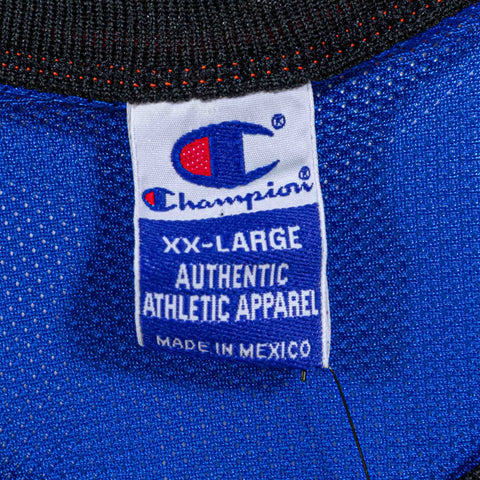 C®
Champion®
XX-LARGE
AUTHENTIC
ATHLETIC APPAREL
MADE IN MEXICO